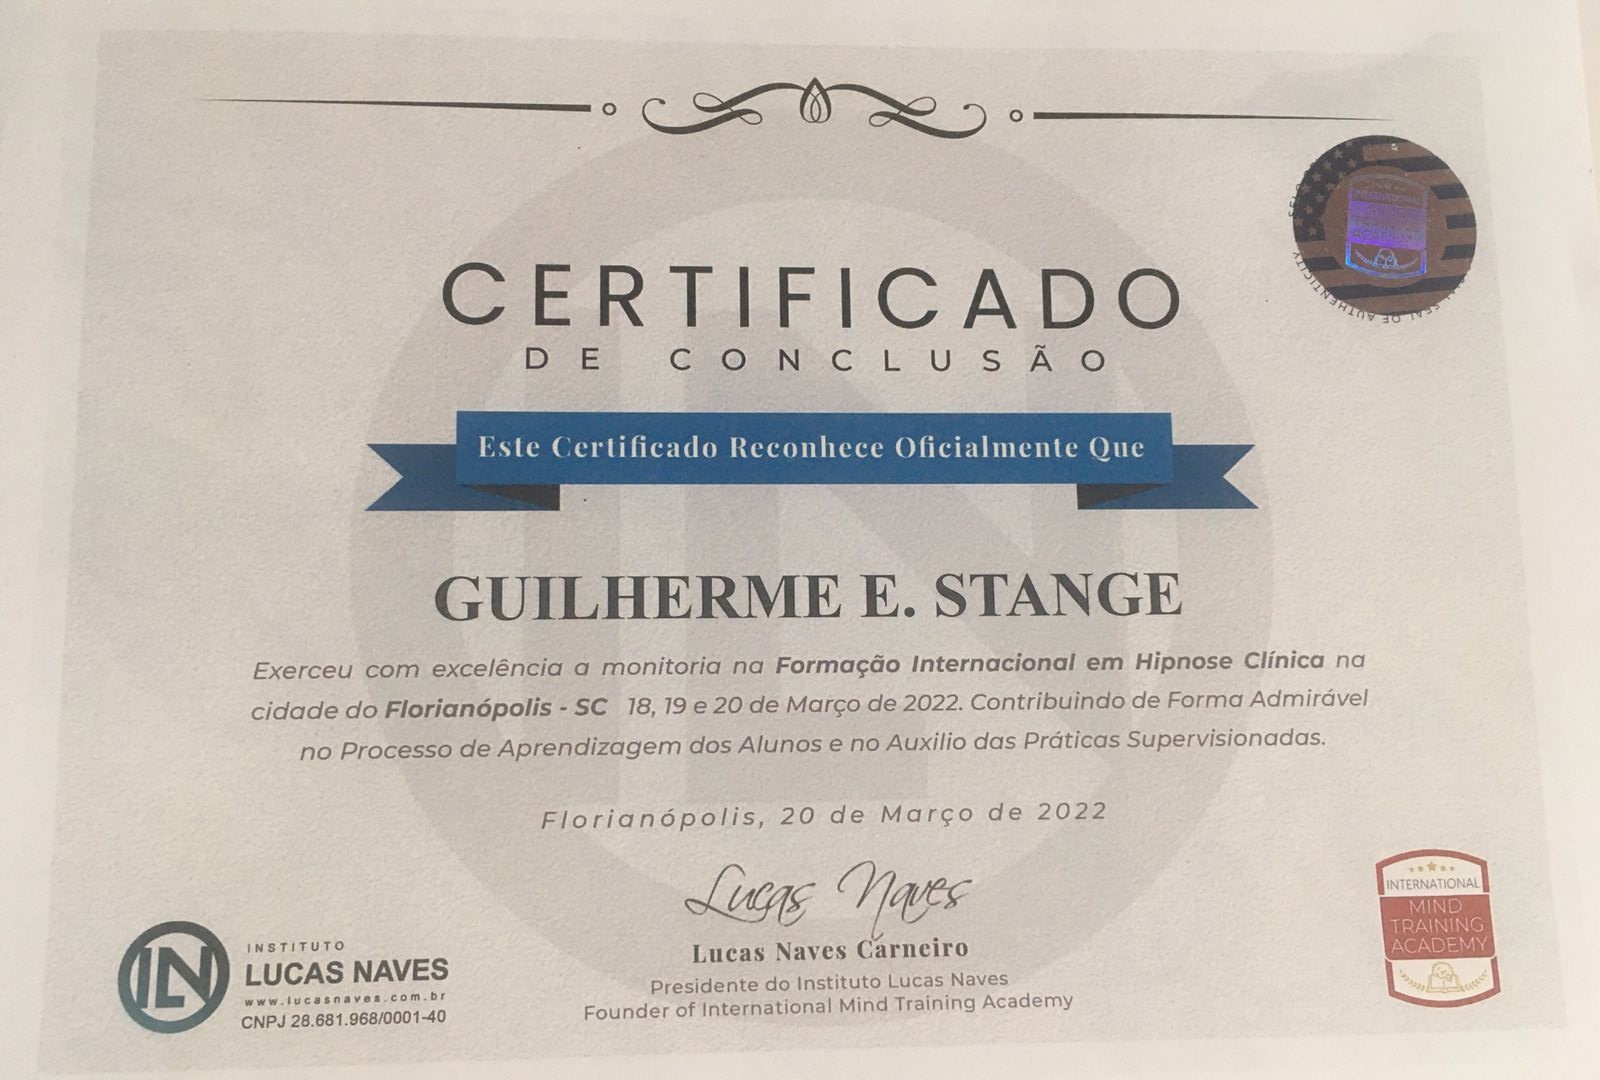 CERTIFICADO
DE CONCLUSÃO
Este Certificado Reconhece Oficialmente Que
GUILHERME E. STANGE
Exerceu com excelência a monitoria na Formação Internacional em Hipnose Clínica na
cidade do Florianópolis - SC 18, 19 e 20 de Março de 2022. Contribuindo de Forma Admirável
no Processo de Aprendizagem dos Alunos e no Auxilio das Práticas Supervisionadas.
Florianópolis, 20 de Março de 2022
Lucas Naves
Lucas Naves Carneiro
Presidente do Instituto Lucas Naves
Founder of International Mind Training Academy
INSTITUTO
LUCAS NAVES
www.lucasnaves.com.br
CNPJ 28.681.968/0001-40
INTERNATIONAL
MIND
TRAINING
ACADEMY
SEAL OF AUTHENTICITY